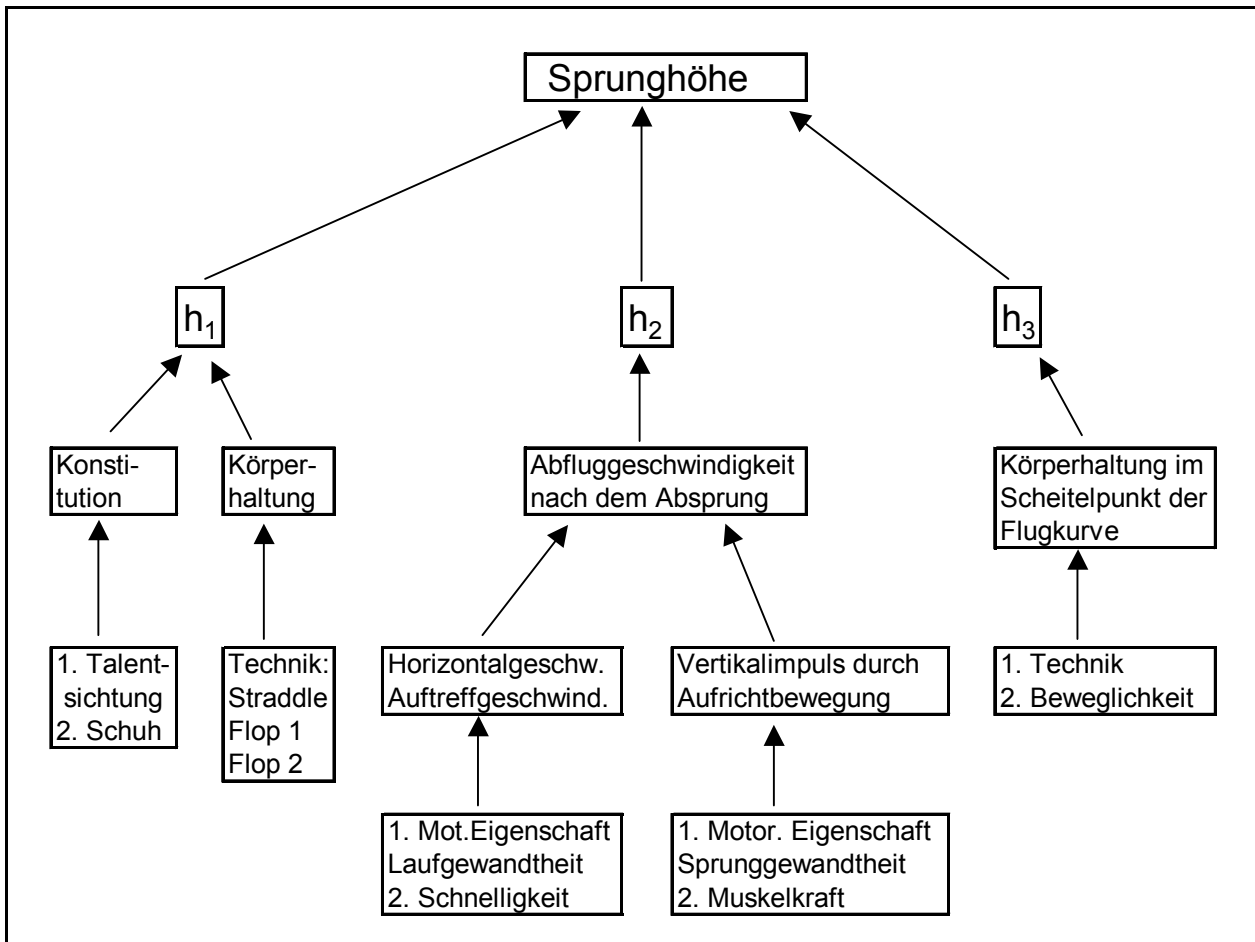 Sprunghöhe
h₁
h₂
h₃
Konsti-
tution
Körper-
haltung
Abfluggeschwindigkeit
nach dem Absprung
Körperhaltung im
Scheitelpunkt der
Flugkurve
1. Talent-
sichtung
2. Schuh
Technik:
Straddle
Flop 1
Flop 2
Horizontalgeschw.
Auftreffgeschwind.
Vertikalimpuls durch
Aufrichtbewegung
1. Technik
2. Beweglichkeit
1. Mot.Eigenschaft
Laufgewandtheit
2. Schnelligkeit
1. Motor. Eigenschaft
Sprunggewandtheit
2. Muskelkraft